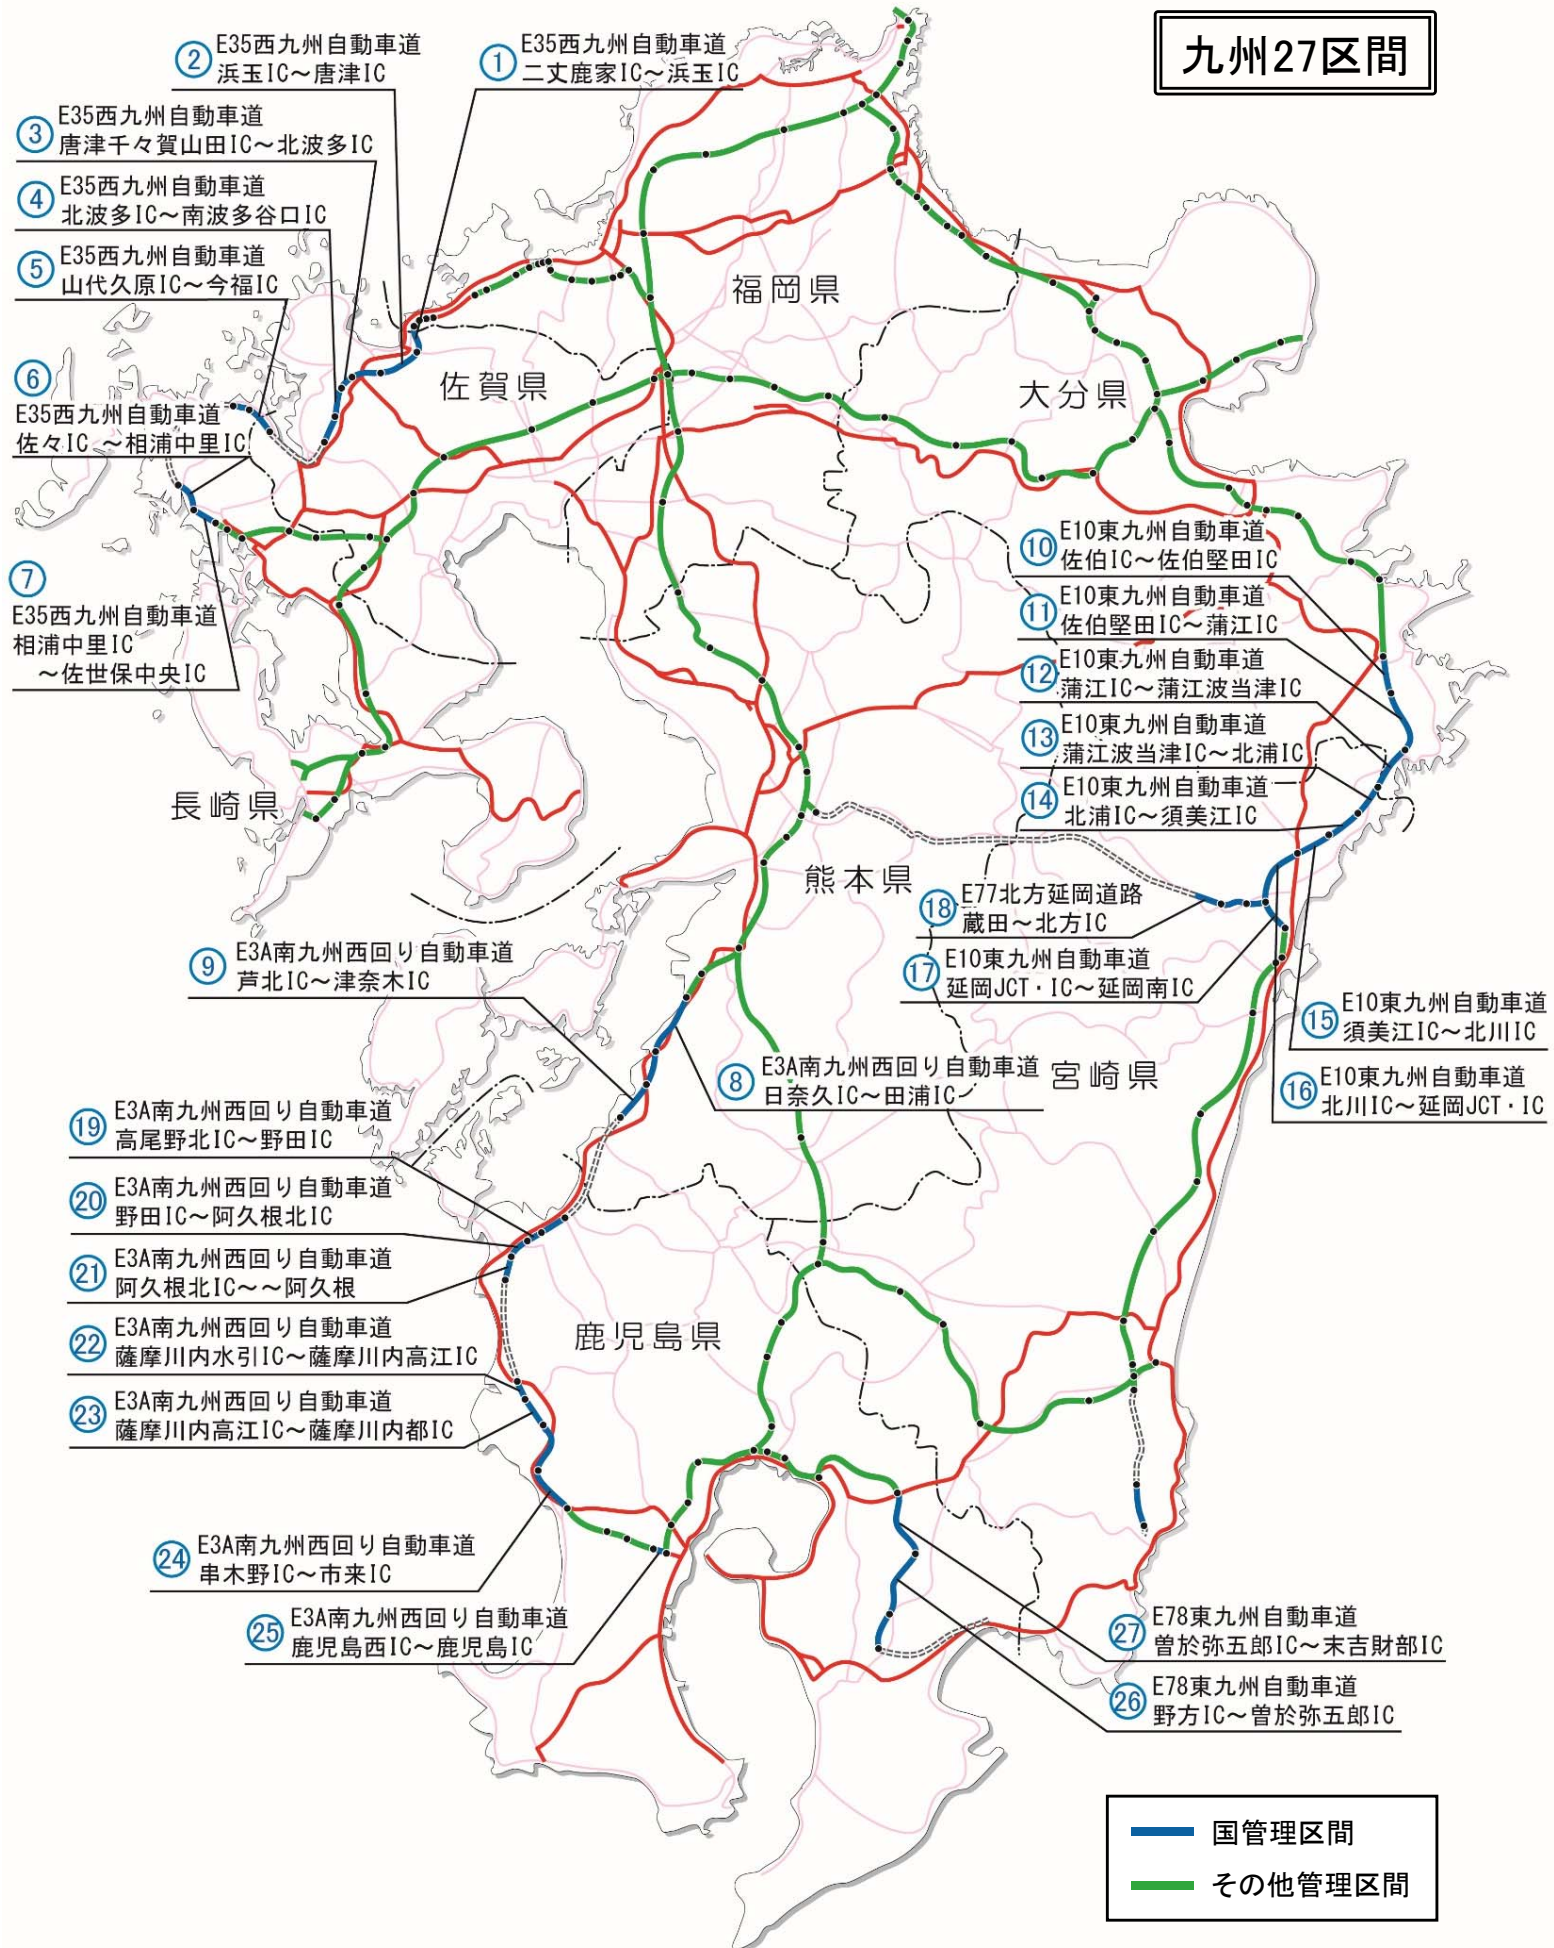 九州27区間
① E35西九州自動車道
二丈鹿家IC～浜玉IC
② E35西九州自動車道
浜玉IC～唐津IC
③ E35西九州自動車道
唐津千々賀山田IC～北波多IC
④ E35西九州自動車道
北波多IC～南波多谷口IC
⑤ E35西九州自動車道
山代久原IC～今福IC
⑥
E35西九州自動車道
佐々IC ～相浦中里IC
⑦
E35西九州自動車道
相浦中里IC
～佐世保中央IC
福岡県
佐賀県
大分県
長崎県
熊本県
宮崎県
鹿児島県
⑩ E10東九州自動車道
佐伯IC～佐伯堅田IC
⑪ E10東九州自動車道
佐伯堅田IC～蒲江IC
⑫ E10東九州自動車道
蒲江IC～蒲江波当津IC
⑬ E10東九州自動車道
蒲江波当津IC～北浦IC
⑭ E10東九州自動車道
北浦IC～須美江IC
⑱ E77北方延岡道路
蔵田～北方IC
⑰ E10東九州自動車道
延岡JCT・IC～延岡南IC
⑮ E10東九州自動車道
須美江IC～北川IC
⑯ E10東九州自動車道
北川IC～延岡JCT・IC
⑨ E3A南九州西回り自動車道
芦北IC～津奈木IC
⑧ E3A南九州西回り自動車道
日奈久IC～田浦IC
⑲ E3A南九州西回り自動車道
高尾野北IC～野田IC
⑳ E3A南九州西回り自動車道
野田IC～阿久根北IC
㉑ E3A南九州西回り自動車道
阿久根北IC～～阿久根
㉒ E3A南九州西回り自動車道
薩摩川内水引IC～薩摩川内高江IC
㉓ E3A南九州西回り自動車道
薩摩川内高江IC～薩摩川内都IC
㉔ E3A南九州西回り自動車道
串木野IC～市来IC
㉕ E3A南九州西回り自動車道
鹿児島西IC～鹿児島IC
㉗ E78東九州自動車道
曽於弥五郎IC～末吉財部IC
㉖ E78東九州自動車道
野方IC～曽於弥五郎IC
国管理区間
その他管理区間